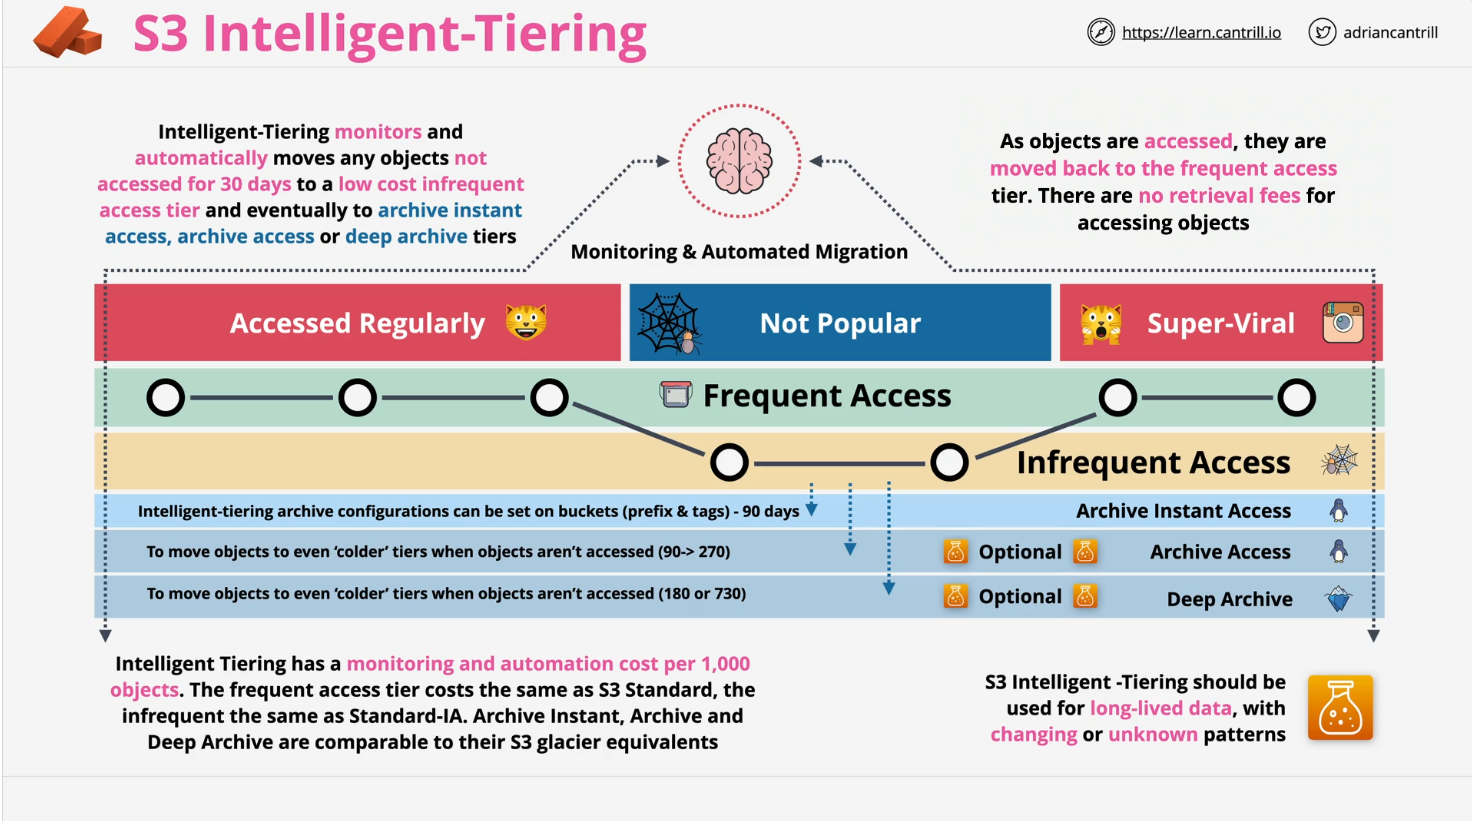 S3 Intelligent-Tiering
https://learn.cantrill.io
adriancantrill
Intelligent-Tiering monitors and
automatically moves any objects not
accessed for 30 days to a low cost infrequent
access tier and eventually to archive instant
access, archive access or deep archive tiers
As objects are accessed, they are
moved back to the frequent access
tier. There are no retrieval fees for
accessing objects
Monitoring & Automated Migration
Accessed Regularly
Not Popular
Super-Viral
Frequent Access
Infrequent Access
Intelligent-tiering archive configurations can be set on buckets (prefix & tags) - 90 days
Archive Instant Access
To move objects to even ‘colder’ tiers when objects aren’t accessed (90-> 270)
Optional
Archive Access
To move objects to even ‘colder’ tiers when objects aren’t accessed (180 or 730)
Optional
Deep Archive
Intelligent Tiering has a monitoring and automation cost per 1,000
objects. The frequent access tier costs the same as S3 Standard, the
infrequent the same as Standard-IA. Archive Instant, Archive and
Deep Archive are comparable to their S3 glacier equivalents
S3 Intelligent -Tiering should be
used for long-lived data, with
changing or unknown patterns